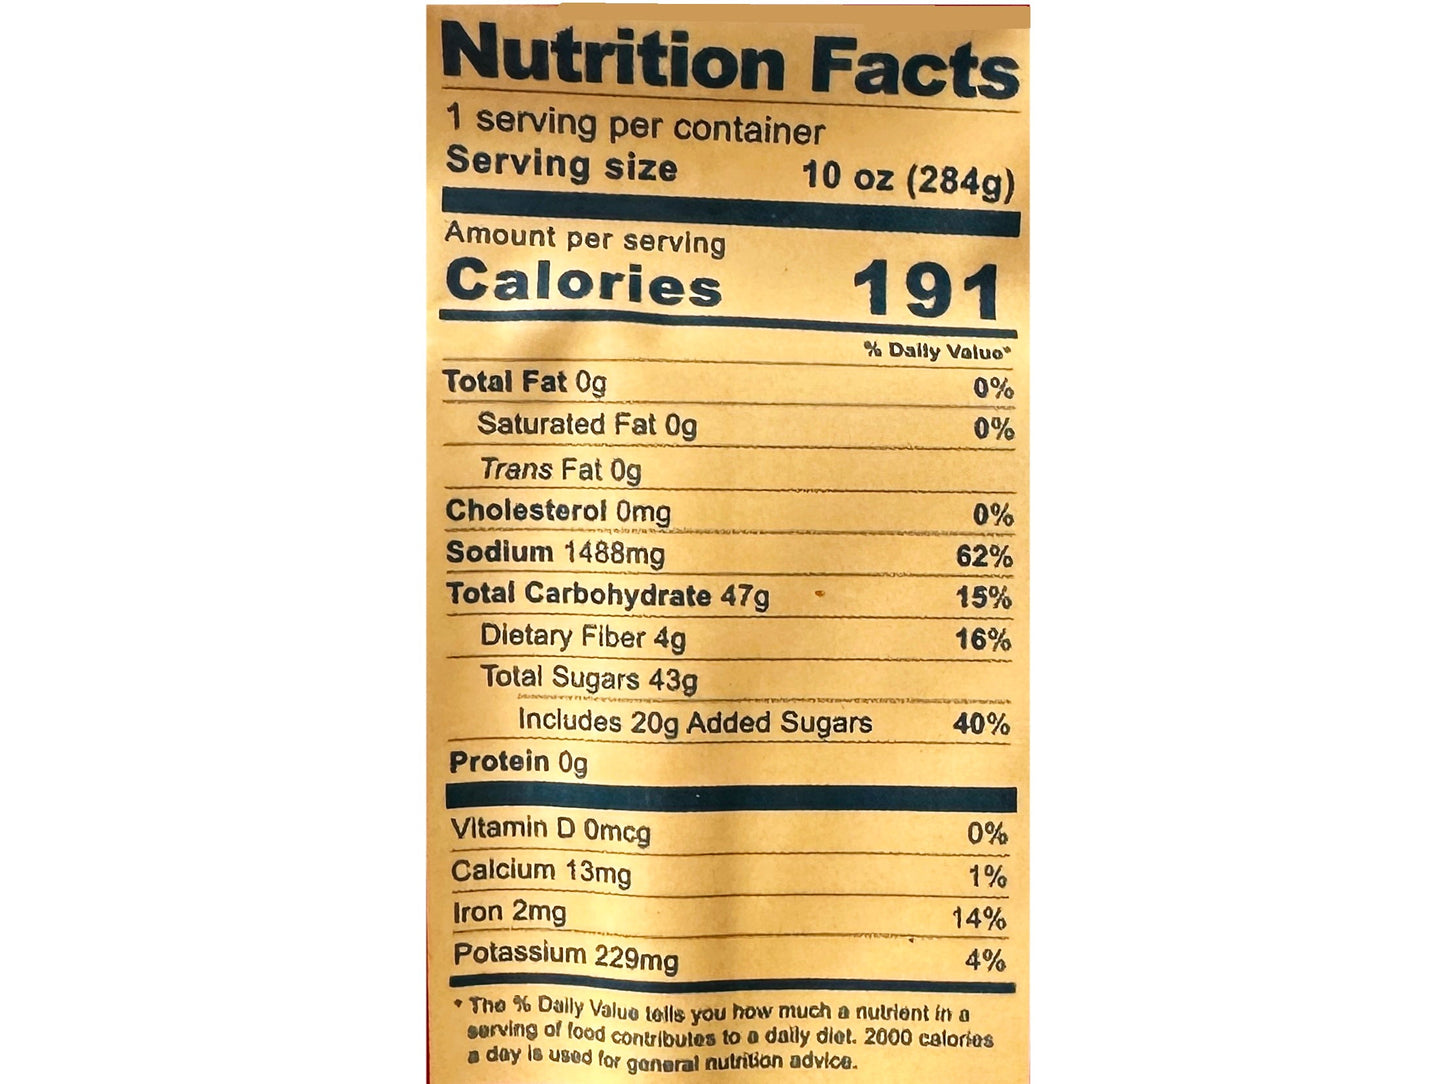 Nutrition Facts
1 serving per container
Serving size 10 oz (284g)
Amount per serving
Calories 191
% Daily Value*
Total Fat 0g 0%
Saturated Fat 0g 0%
Trans Fat 0g
Cholesterol 0mg 0%
Sodium 1488mg 62%
Total Carbohydrate 47g 15%
Dietary Fiber 4g 16%
Total Sugars 43g
Includes 20g Added Sugars 40%
Protein 0g
Vitamin D 0mcg 0%
Calcium 13mg 1%
Iron 2mg 14%
Potassium 229mg 4%
* The % Daily Value tells you how much a nutrient in a
serving of food contributes to a daily diet. 2000 calories
a day is used for general nutrition advice.